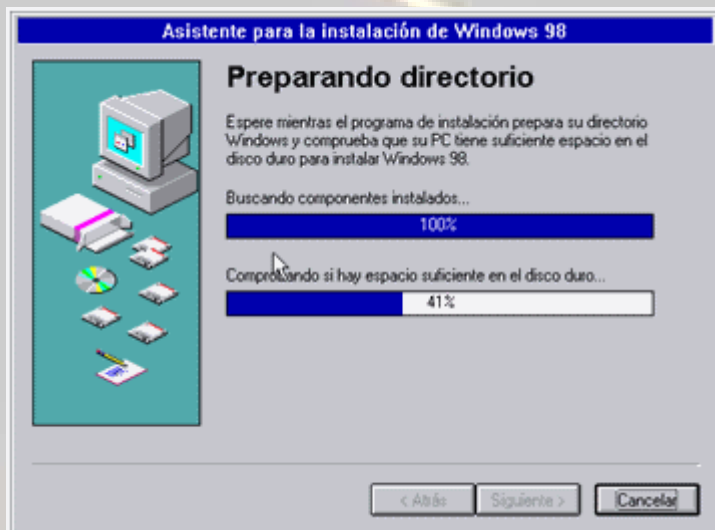 Asistente para la instalación de Windows 98
Preparando directorio
Espere mientras el programa de instalación prepara su directorio
Windows y comprueba que su PC tiene suficiente espacio en el
disco duro para instalar Windows 98.
Buscando componentes instalados...
100%
Comprobando si hay espacio suficiente en el disco duro...
41%
< Atrás
Siguiente >
Cancelar